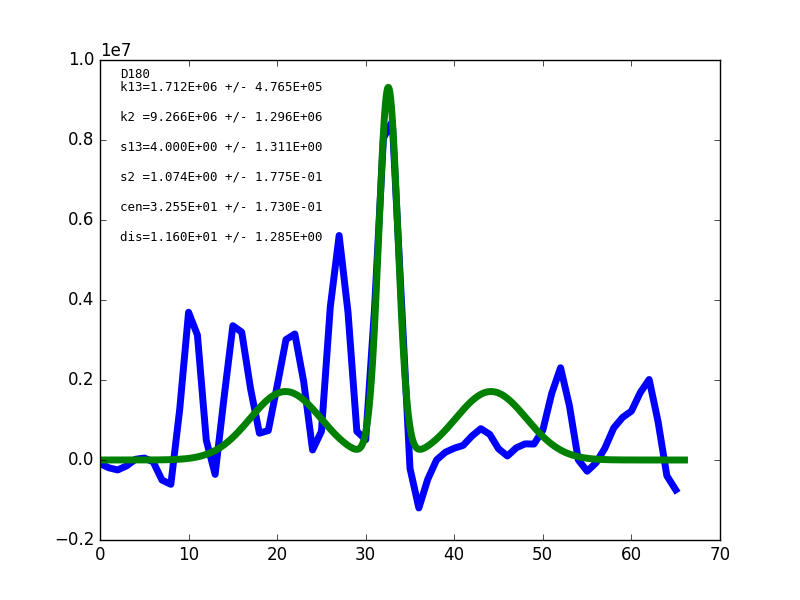 1e7
1.0
0.8
0.6
0.4
0.2
0.0
−0.2
D180
k13=1.712E+06 +/- 4.765E+05
k2 =9.266E+06 +/- 1.296E+06
s13=4.000E+00 +/- 1.311E+00
s2 =1.074E+00 +/- 1.775E-01
cen=3.255E+01 +/- 1.730E-01
dis=1.160E+01 +/- 1.285E+00
0 10 20 30 40 50 60 70